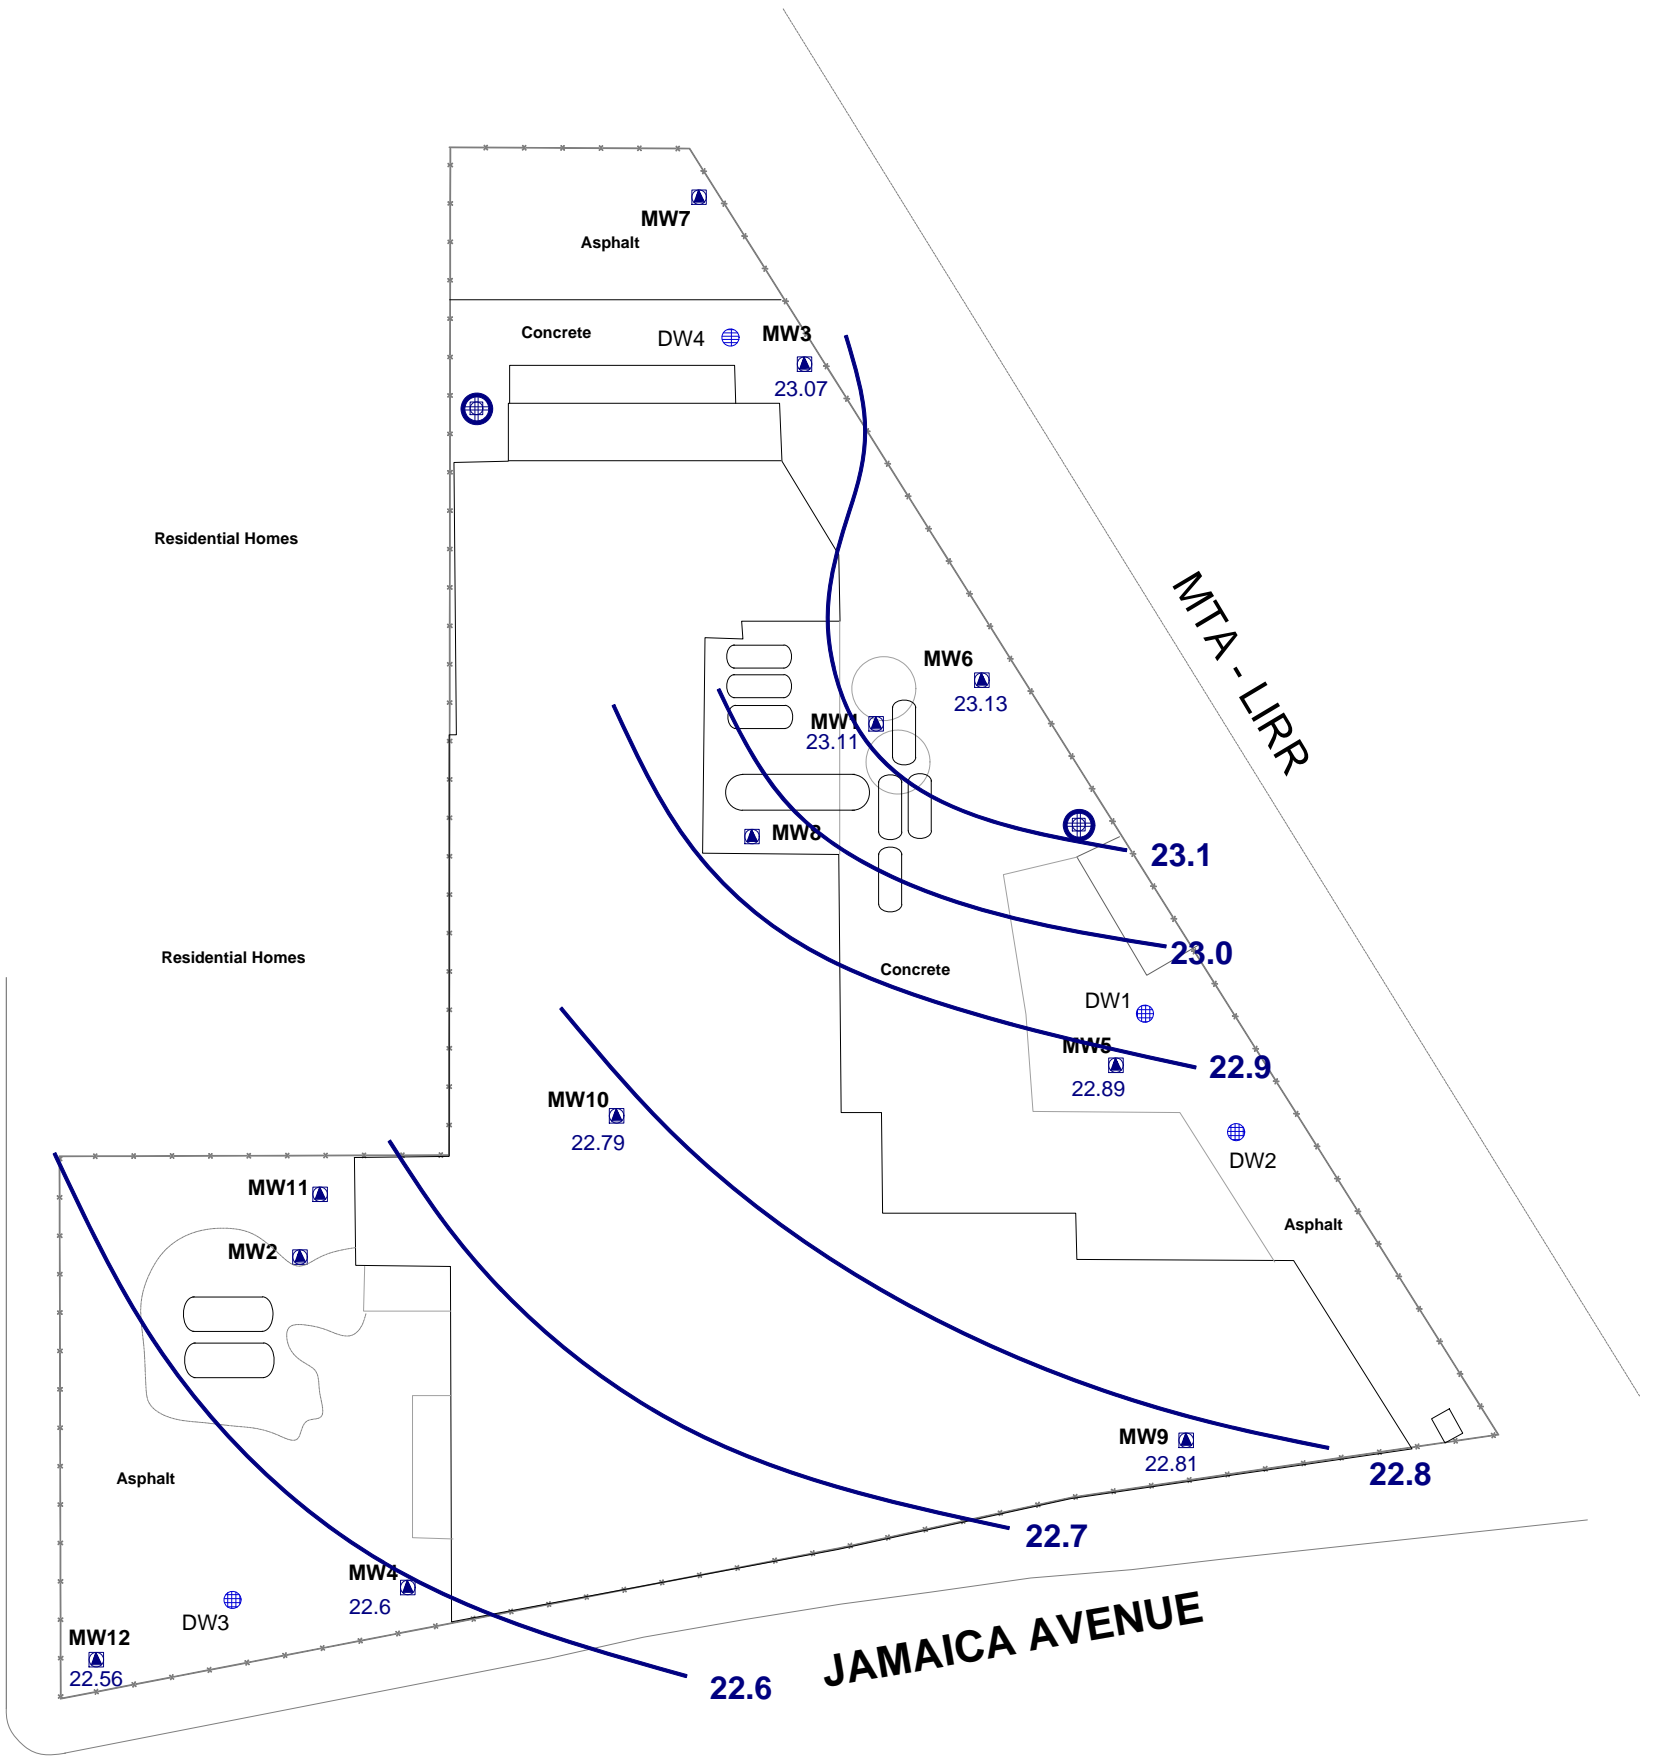 MW7
Asphalt
Concrete
DW4
MW3
23.07
Residential Homes
MTA - LIRR
MW6
23.13
MW1
23.11
MW8
23.1
23.0
Residential Homes
Concrete
DW1
MW5
22.89
22.9
MW10
22.79
DW2
MW11
MW2
Asphalt
MW9
22.81
22.8
Asphalt
22.7
MW4
22.6
DW3
MW12
22.56
22.6
JAMAICA AVENUE